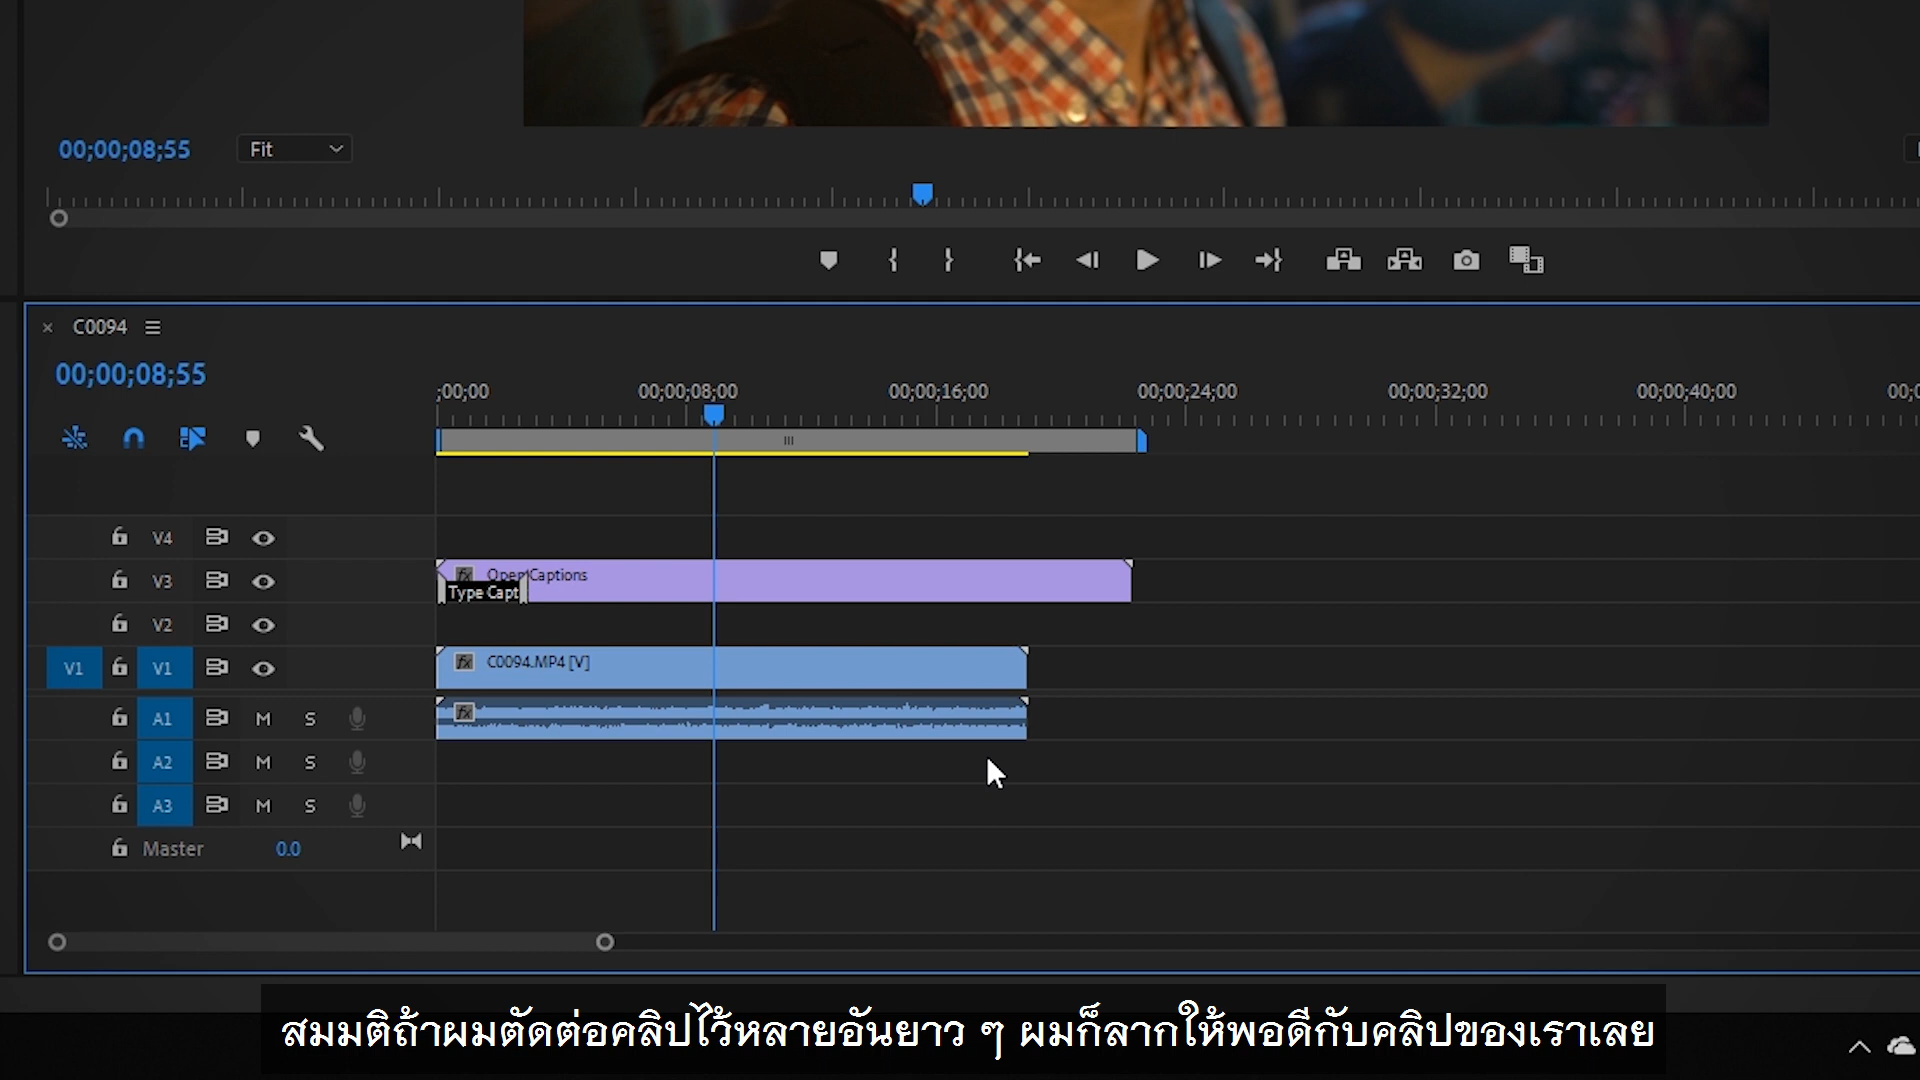 00;00;08;55
Fit
C0094
00;00;08;55
;00;00
00;00;08;00
00;00;16;00
00;00;24;00
00;00;32;00
00;00;40;00
V4
V3
Open Captions
Type Capt
V2
V1
V1
C0094.MP4 [V]
fx
A1
M
S
fx
A2
M
S
A3
M
S
Master
0.0
สมมติถ้าผมตัดต่อคลิปไว้หลายอันยาว ๆ ผมก็ลากให้พอดีกับคลิปของเราเลย